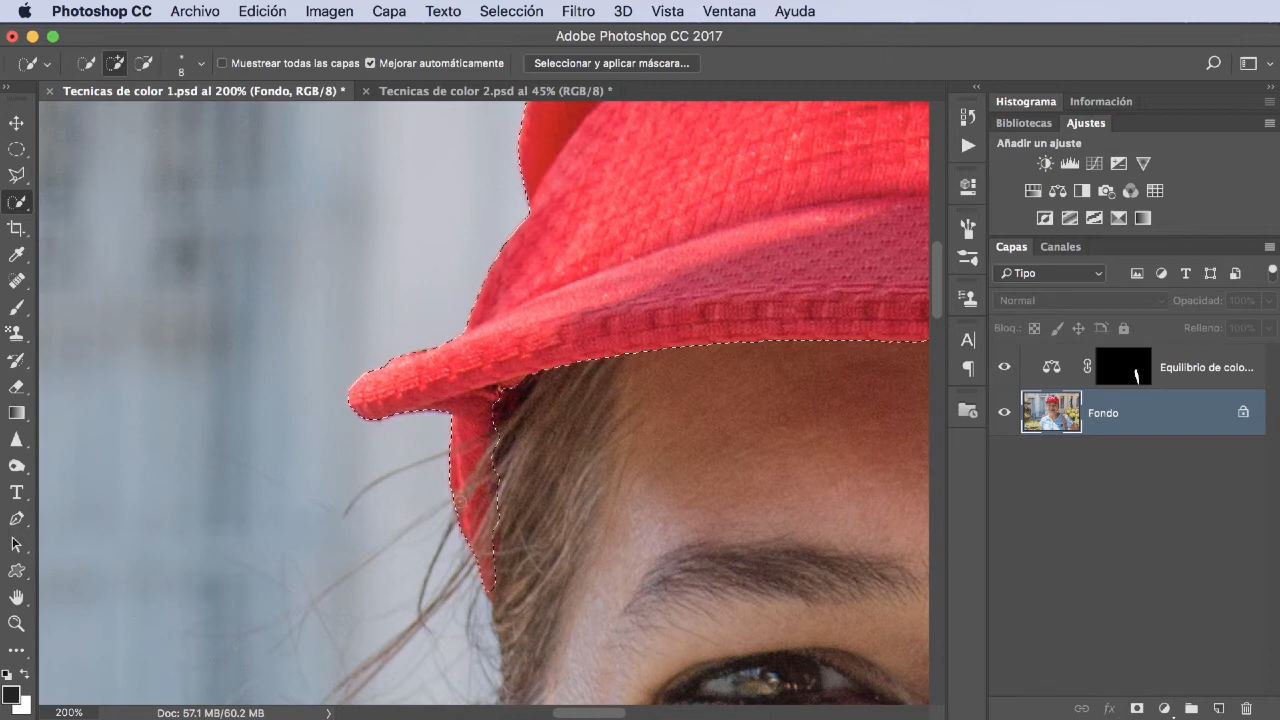 Photoshop CC Archivo Edición Imagen Capa Texto Selección Filtro 3D Vista Ventana Ayuda
Adobe Photoshop CC 2017
8 Muestrear todas las capas Mejorar automáticamente Seleccionar y aplicar máscara...
Tecnicas de color 1.psd al 200% (Fondo, RGB/8) * Tecnicas de color 2.psd al 45% (RGB/8) *
Histograma Información
Bibliotecas Ajustes
Añadir un ajuste
Capas Canales
Tipo
Normal Opacidad: 100%
Bloq.: Relleno: 100%
Equilibrio de colo...
Fondo
200% Doc: 57.1 MB/60.2 MB